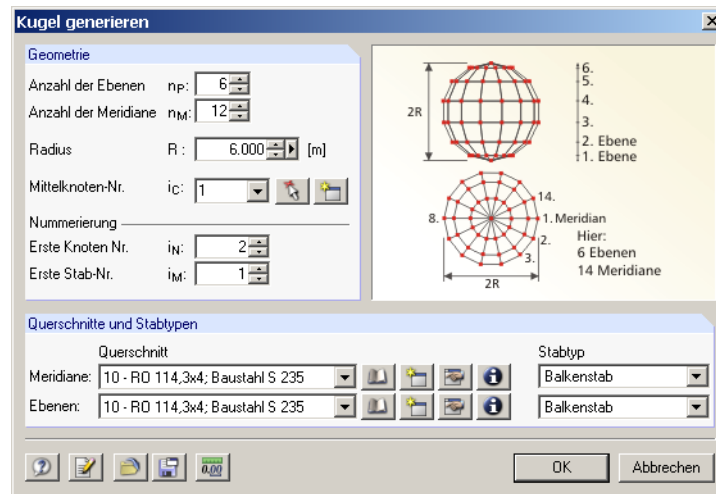 Kugel generieren
Geometrie
Anzahl der Ebenen nP: 6
Anzahl der Meridiane nM: 12
Radius R : 6.000 [m]
Mittelknoten-Nr. iC: 1
Nummerierung
Erste Knoten Nr. iN: 2
Erste Stab-Nr. iM: 1
2R
6.
5.
4.
3.
2. Ebene
1. Ebene
14.
8. 1. Meridian
2.
3.
Hier:
6 Ebenen
14 Meridiane
2R
Querschnitte und Stabtypen
Querschnitt Stabtyp
Meridiane: 10 - RO 114,3x4; Baustahl S 235 Balkenstab
Ebenen: 10 - RO 114,3x4; Baustahl S 235 Balkenstab
0,00
OK Abbrechen